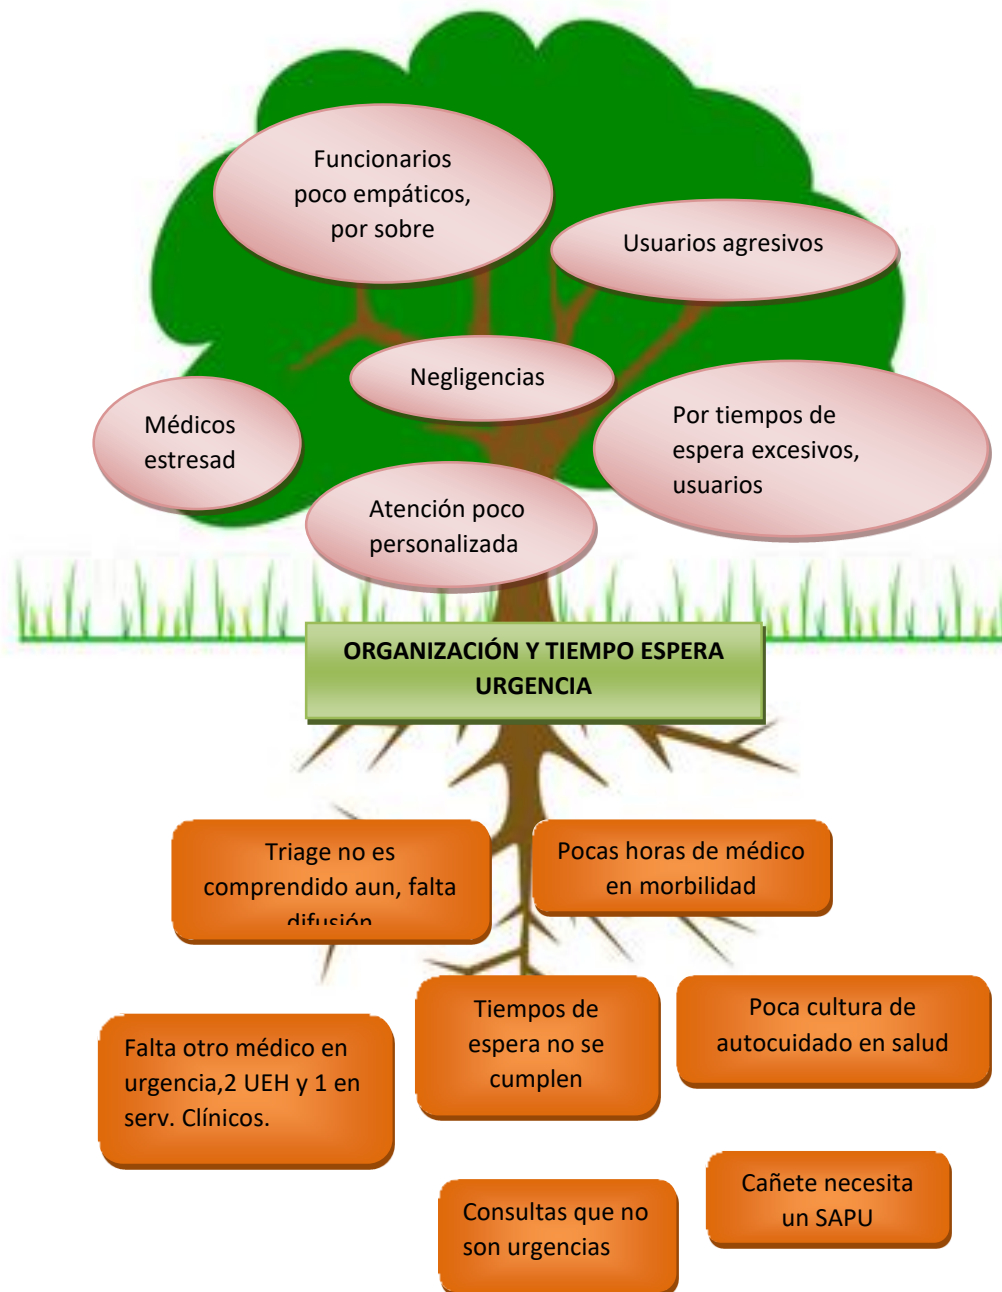 Funcionarios
poco empáticos,
por sobre
Usuarios agresivos
Negligencias
Médicos
estresad
Por tiempos de
espera excesivos,
usuarios
Atención poco
personalizada
ORGANIZACIÓN Y TIEMPO ESPERA
URGENCIA
Triage no es
comprendido aun, falta
difusión
Pocas horas de médico
en morbilidad
Tiempos de
espera no se
cumplen
Poca cultura de
autocuidado en salud
Falta otro médico en
urgencia,2 UEH y 1 en
serv. Clínicos.
Consultas que no
son urgencias
Cañete necesita
un SAPU